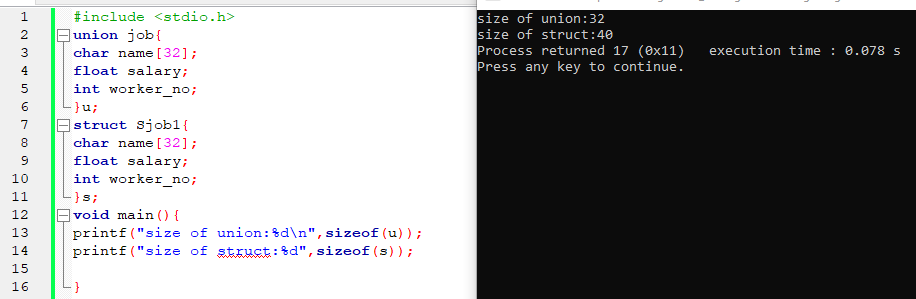 1 #include <stdio.h>
2 union job{
3 char name[32];
4 float salary;
5 int worker_no;
6 }u;
7 struct Sjob1{
8 char name[32];
9 float salary;
10 int worker_no;
11 }s;
12 void main(){
13 printf("size of union:%d\n",sizeof(u));
14 printf("size of struct:%d",sizeof(s));
15
16 }
size of union:32
size of struct:40
Process returned 17 (0x11)   execution time : 0.078 s
Press any key to continue.